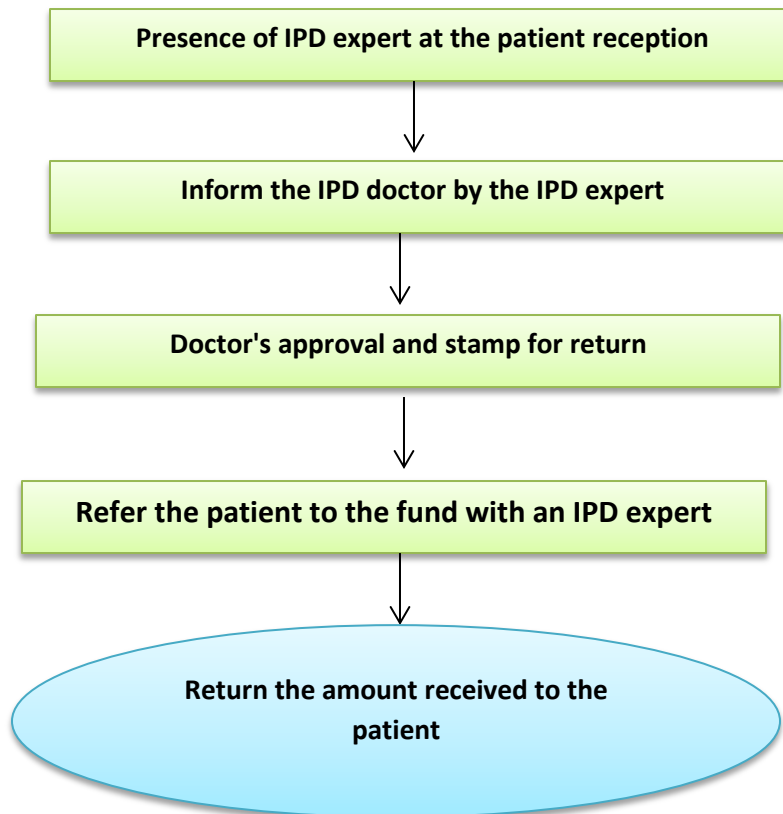 Presence of IPD expert at the patient reception
Inform the IPD doctor by the IPD expert
Doctor's approval and stamp for return
Refer the patient to the fund with an IPD expert
Return the amount received to the
patient